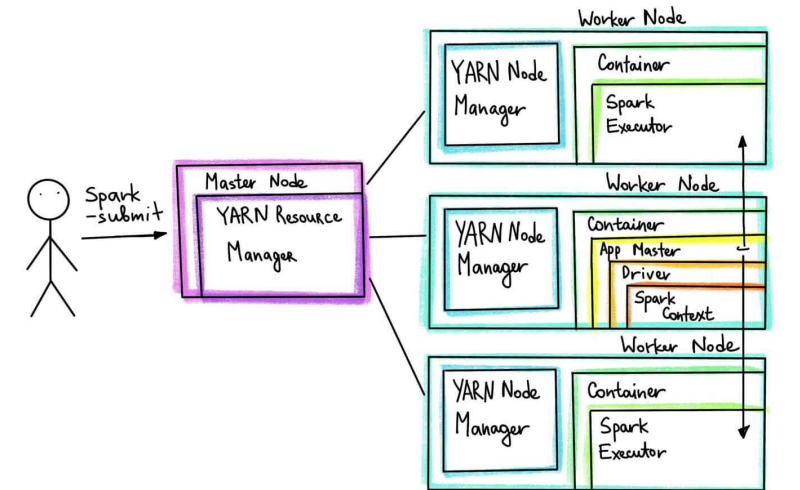 Spark
-submit
Master Node
YARN Resource
Manager
Worker Node
YARN Node
Manager
Container
Spark
Executor
Worker Node
YARN Node
Manager
Container
App Master
Driver
Spark
Context
Worker Node
YARN Node
Manager
Container
Spark
Executor